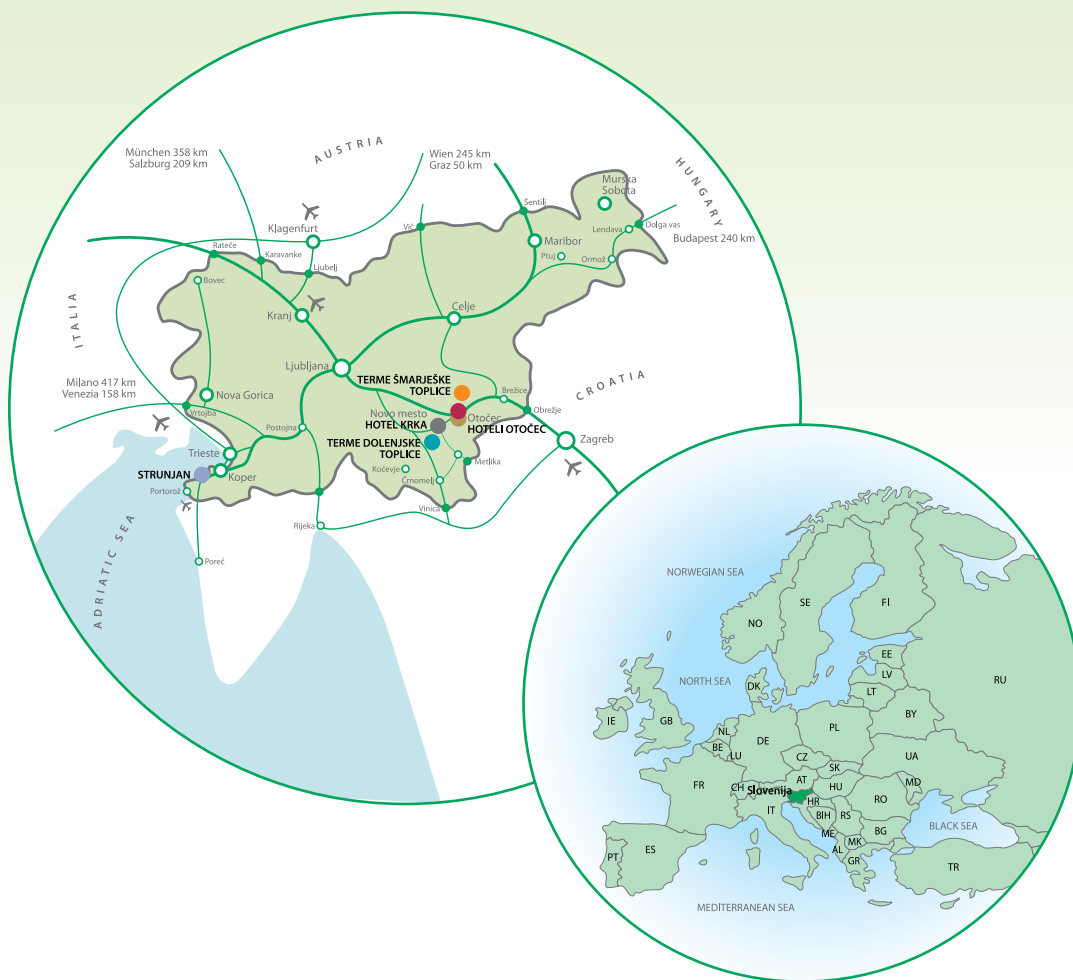 München 358 km
Salzburg 209 km
AUSTRIA
Wien 245 km
Graz 50 km
HUNGARY
Murska
Sobota
Šentilj
Vič
Klagenfurt
Lendava
Dolga vas
Budapest 240 km
Rateče
Karavanke
Ljubelj
Maribor
Ptuj
Ormož
Bovec
ITALIA
Kranj
Celje
Ljubljana
TERME ŠMARJEŠKE
TOPLICE
CROATIA
Milano 417 km
Venezia 158 km
Nova Gorica
Brežice
Obrežje
Vrtojba
Postojna
Novo mesto
HOTEL KRKA
Otočec
HOTELI OTOČEC
Zagreb
TERME DOLENJSKE
TOPLICE
Trieste
Koper
STRUNJAN
Portorož
Kočevje
Metlika
Črnomelj
Vinica
Rijeka
Poreč
ADRIATIC SEA
NORWEGIAN SEA
SE
FI
NO
EE
LV
RU
NORTH SEA
DK
LT
IE
GB
NL
BY
PL
BE
DE
LU
CZ
UA
SK
FR
CH
AT
HU
MD
Slovenija
HR
RO
IT
BIH
RS
BLACK SEA
ME
BG
MK
AL
PT
ES
GR
TR
MEDITERRANEAN SEA